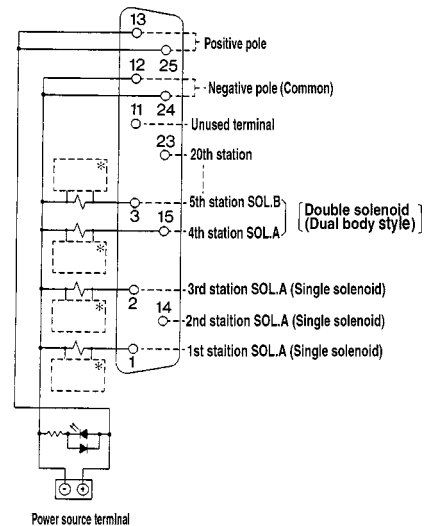 13
Positive pole
25
12
Negative pole (Common)
24
11
Unused terminal
23
20th station
*
5th station SOL.B
3
15
Double solenoid
(Dual body style)
4th station SOL.A
*
3rd station SOL.A (Single solenoid)
2
14
*
2nd staition SOL.A (Single solenoid)
1st staition SOL.A (Single solenoid)
1
*
- +
Power source terminal